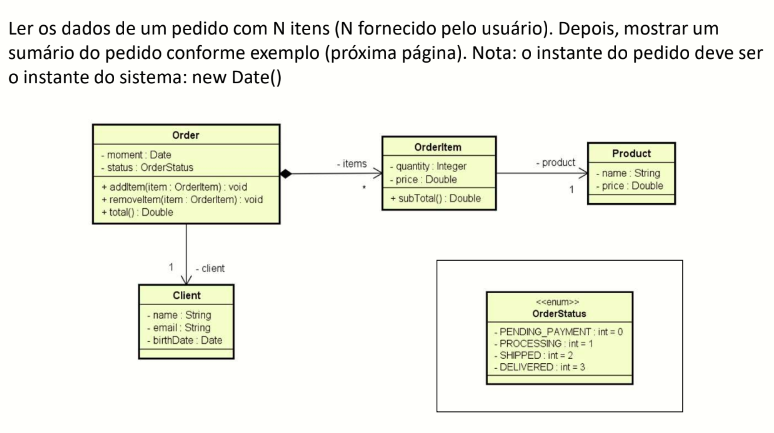 Ler os dados de um pedido com N itens (N fornecido pelo usuário). Depois, mostrar um
sumário do pedido conforme exemplo (próxima página). Nota: o instante do pedido deve ser
o instante do sistema: new Date()
Order
- moment : Date
- status : OrderStatus
+ addItem(item : OrderItem) : void
+ removeItem(item : OrderItem) : void
+ total() : Double
- items
*
OrderItem
- quantity : Integer
- price : Double
+ subTotal() : Double
- product
1
Product
- name : String
- price : Double
1
- client
Client
- name : String
- email : String
- birthDate : Date
<<enum>>
OrderStatus
- PENDING_PAYMENT : int = 0
- PROCESSING : int = 1
- SHIPPED : int = 2
- DELIVERED : int = 3